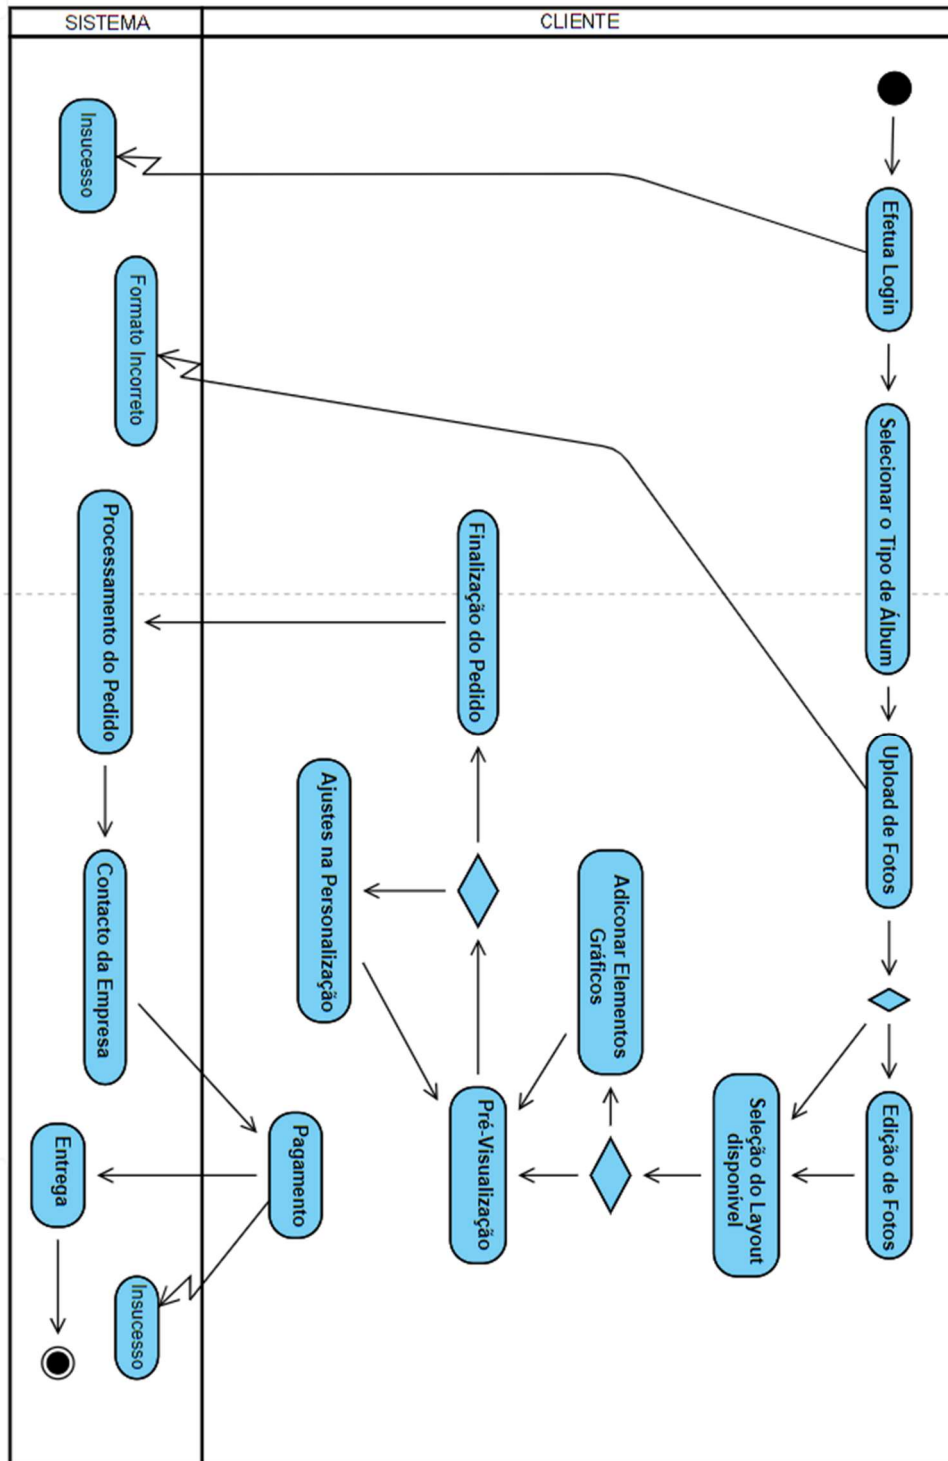 SISTEMA
CLIENTE
Efetua Login
Insucesso
Selecionar o Tipo de Álbum
Formato Incorreto
Upload de Fotos
Edição de Fotos
Seleção do Layout
disponível
Adiconar Elementos
Gráficos
Pré-Visualização
Ajustes na Personalização
Finalização do Pedido
Processamento do Pedido
Contacto da Empresa
Pagamento
Entrega
Insucesso